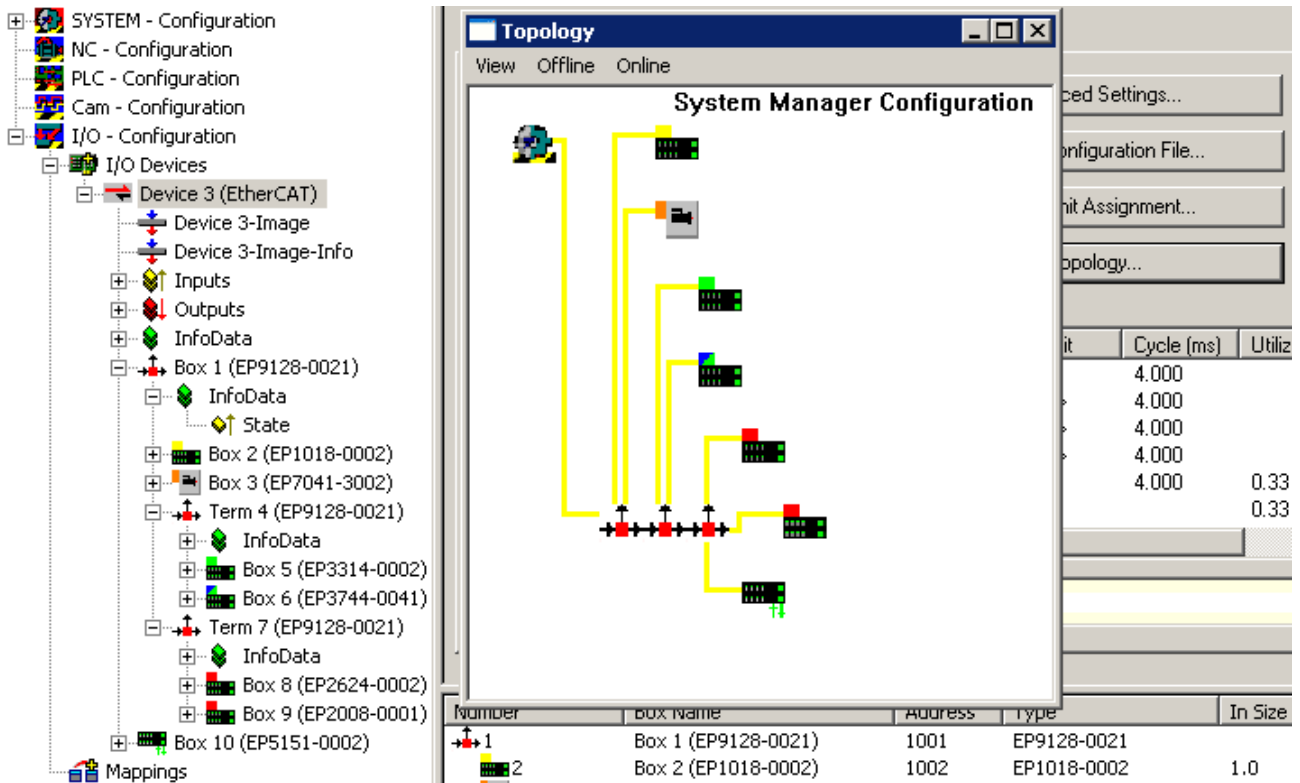 SYSTEM - Configuration
NC - Configuration
PLC - Configuration
Cam - Configuration
I/O - Configuration
I/O Devices
Device 3 (EtherCAT)
Device 3-Image
Device 3-Image-Info
Inputs
Outputs
InfoData
Box 1 (EP9128-0021)
InfoData
State
Box 2 (EP1018-0002)
Box 3 (EP7041-3002)
Term 4 (EP9128-0021)
InfoData
Box 5 (EP3314-0002)
Box 6 (EP3744-0041)
Term 7 (EP9128-0021)
InfoData
Box 8 (EP2624-0002)
Box 9 (EP2008-0001)
Box 10 (EP5151-0002)
Mappings
Topology
View Offline Online
System Manager Configuration
ced Settings...
nfiguration File...
nit Assignment...
opology...
it Cycle (ms) Utiliz
4.000
4.000
4.000
4.000
4.000 0.33
0.33
Number Box Name Address Type In Size
1 Box 1 (EP9128-0021) 1001 EP9128-0021
2 Box 2 (EP1018-0002) 1002 EP1018-0002 1.0